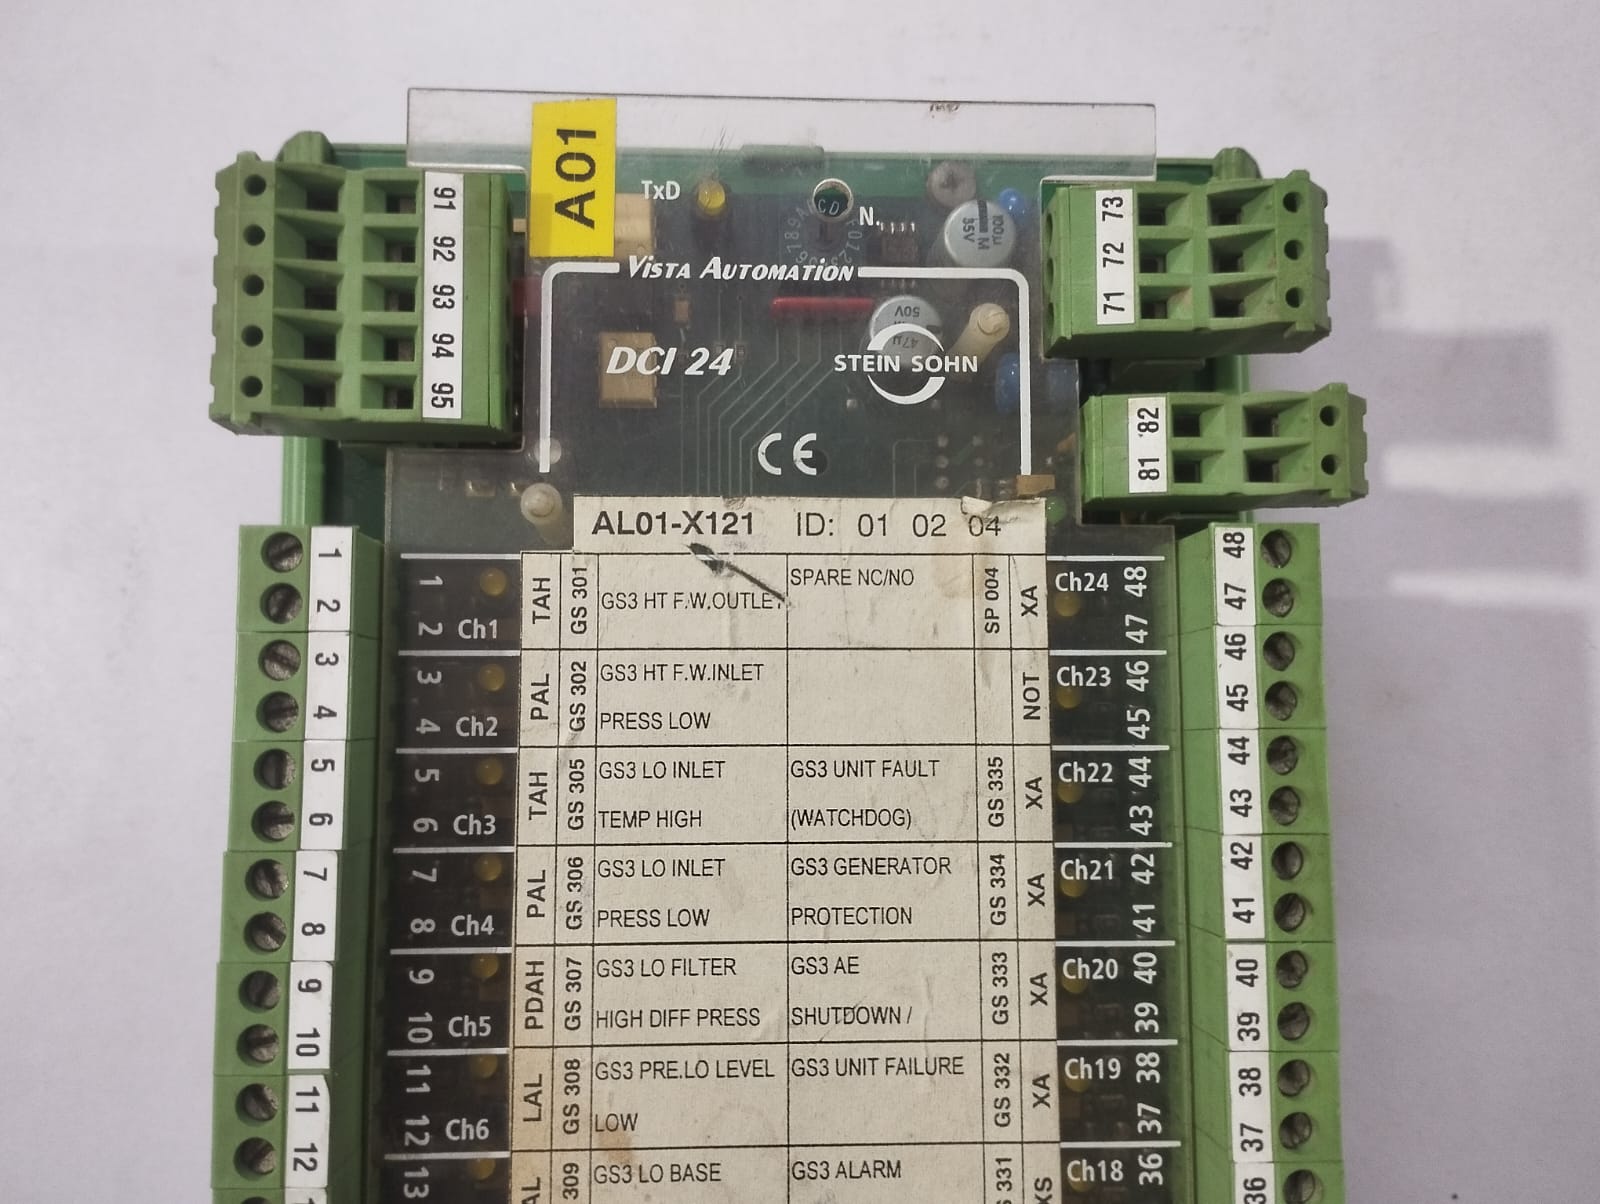 A01
TxD
N.
VISTA AUTOMATION
DCI 24
STEIN SOHN
CE
100µ
35V M
50V
47µ
91
92
93
94
95
73
72
71
82
81
AL01-X121 ID: 01 02 04
1
2
3
4
5
6
7
8
9
10
11
12
1
2 Ch1
3
4 Ch2
5
6 Ch3
7
8 Ch4
9
10 Ch5
11
12 Ch6
13
TAH GS 301 GS3 HT F.W.OUTLET
PAL GS 302 GS3 HT F.W.INLET
PRESS LOW
TAH GS 305 GS3 LO INLET
TEMP HIGH
PAL GS 306 GS3 LO INLET
PRESS LOW
PDAH GS 307 GS3 LO FILTER
HIGH DIFF PRESS
LAL GS 308 GS3 PRE.LO LEVEL
LOW
309 GS3 LO BASE
SPARE NC/NO SP 004 XA
NOT
GS3 UNIT FAULT GS 335 XA
(WATCHDOG)
GS3 GENERATOR GS 334 XA
PROTECTION
GS3 AE GS 333 XA
SHUTDOWN /
GS3 UNIT FAILURE GS 332 XA
GS3 ALARM 331
Ch24 48
47
Ch23 46
45
Ch22 44
43
Ch21 42
41
Ch20 40
39
Ch19 38
37
Ch18 36
48
47
46
45
44
43
42
41
40
39
38
37
36